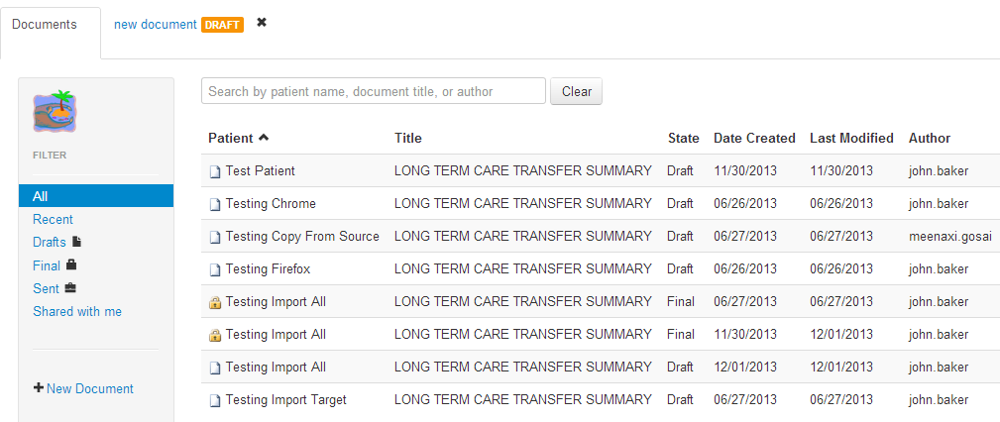 Documents new document DRAFT
Search by patient name, document title, or author Clear
FILTER
All
Recent
Drafts
Final
Sent
Shared with me
New Document
Patient Title State Date Created Last Modified Author
Test Patient LONG TERM CARE TRANSFER SUMMARY Draft 11/30/2013 11/30/2013 john.baker
Testing Chrome LONG TERM CARE TRANSFER SUMMARY Draft 06/26/2013 06/26/2013 john.baker
Testing Copy From Source LONG TERM CARE TRANSFER SUMMARY Draft 06/27/2013 06/27/2013 meenaxi.gosai
Testing Firefox LONG TERM CARE TRANSFER SUMMARY Draft 06/26/2013 06/26/2013 john.baker
Testing Import All LONG TERM CARE TRANSFER SUMMARY Final 06/27/2013 06/27/2013 john.baker
Testing Import All LONG TERM CARE TRANSFER SUMMARY Final 11/30/2013 12/01/2013 john.baker
Testing Import All LONG TERM CARE TRANSFER SUMMARY Draft 12/01/2013 12/01/2013 john.baker
Testing Import Target LONG TERM CARE TRANSFER SUMMARY Draft 06/27/2013 06/27/2013 john.baker